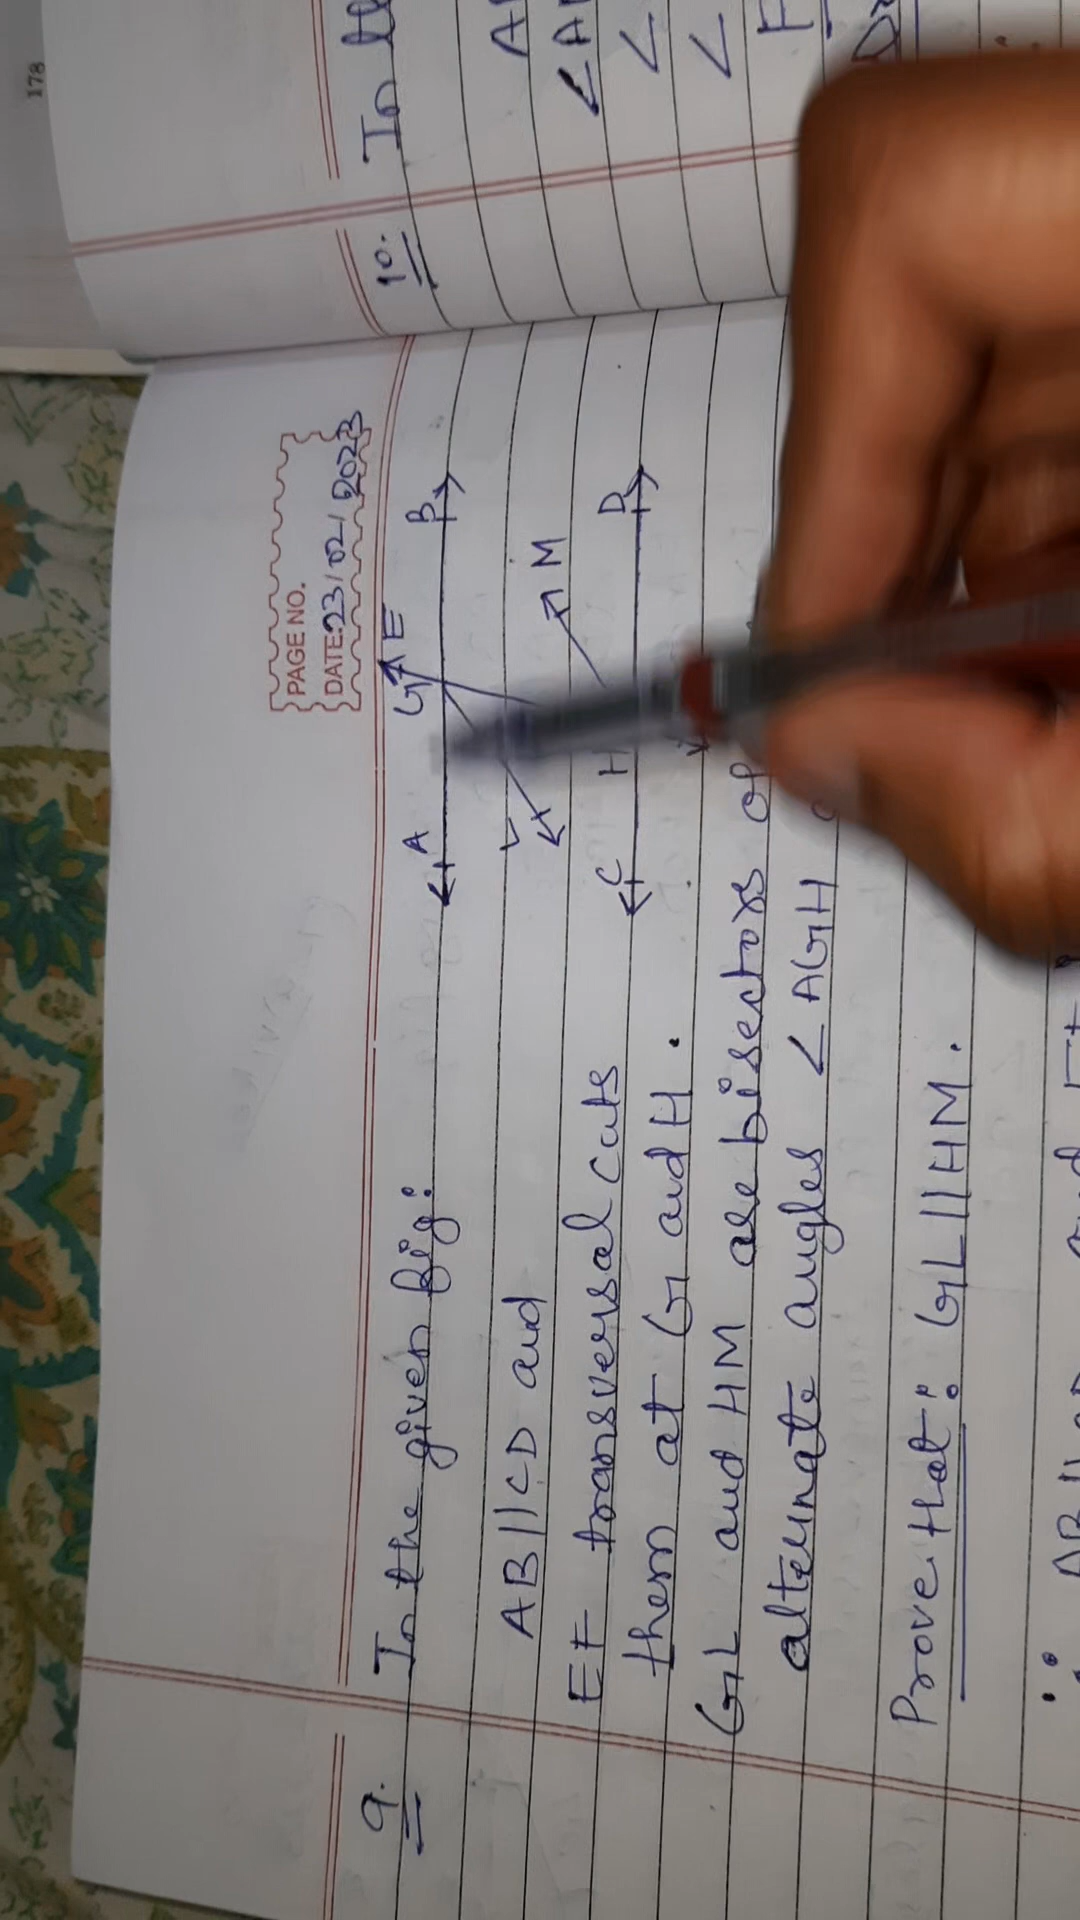 178
PAGE NO.
DATE: 23/02/2023
9. In the given fig:
AB||CD and
EF transversal cuts
them at G and H.
GL and HM are bisectors of
alternate angles <AGH
Prove that: GL||HM.
A G E B
L M
C H D
10. In